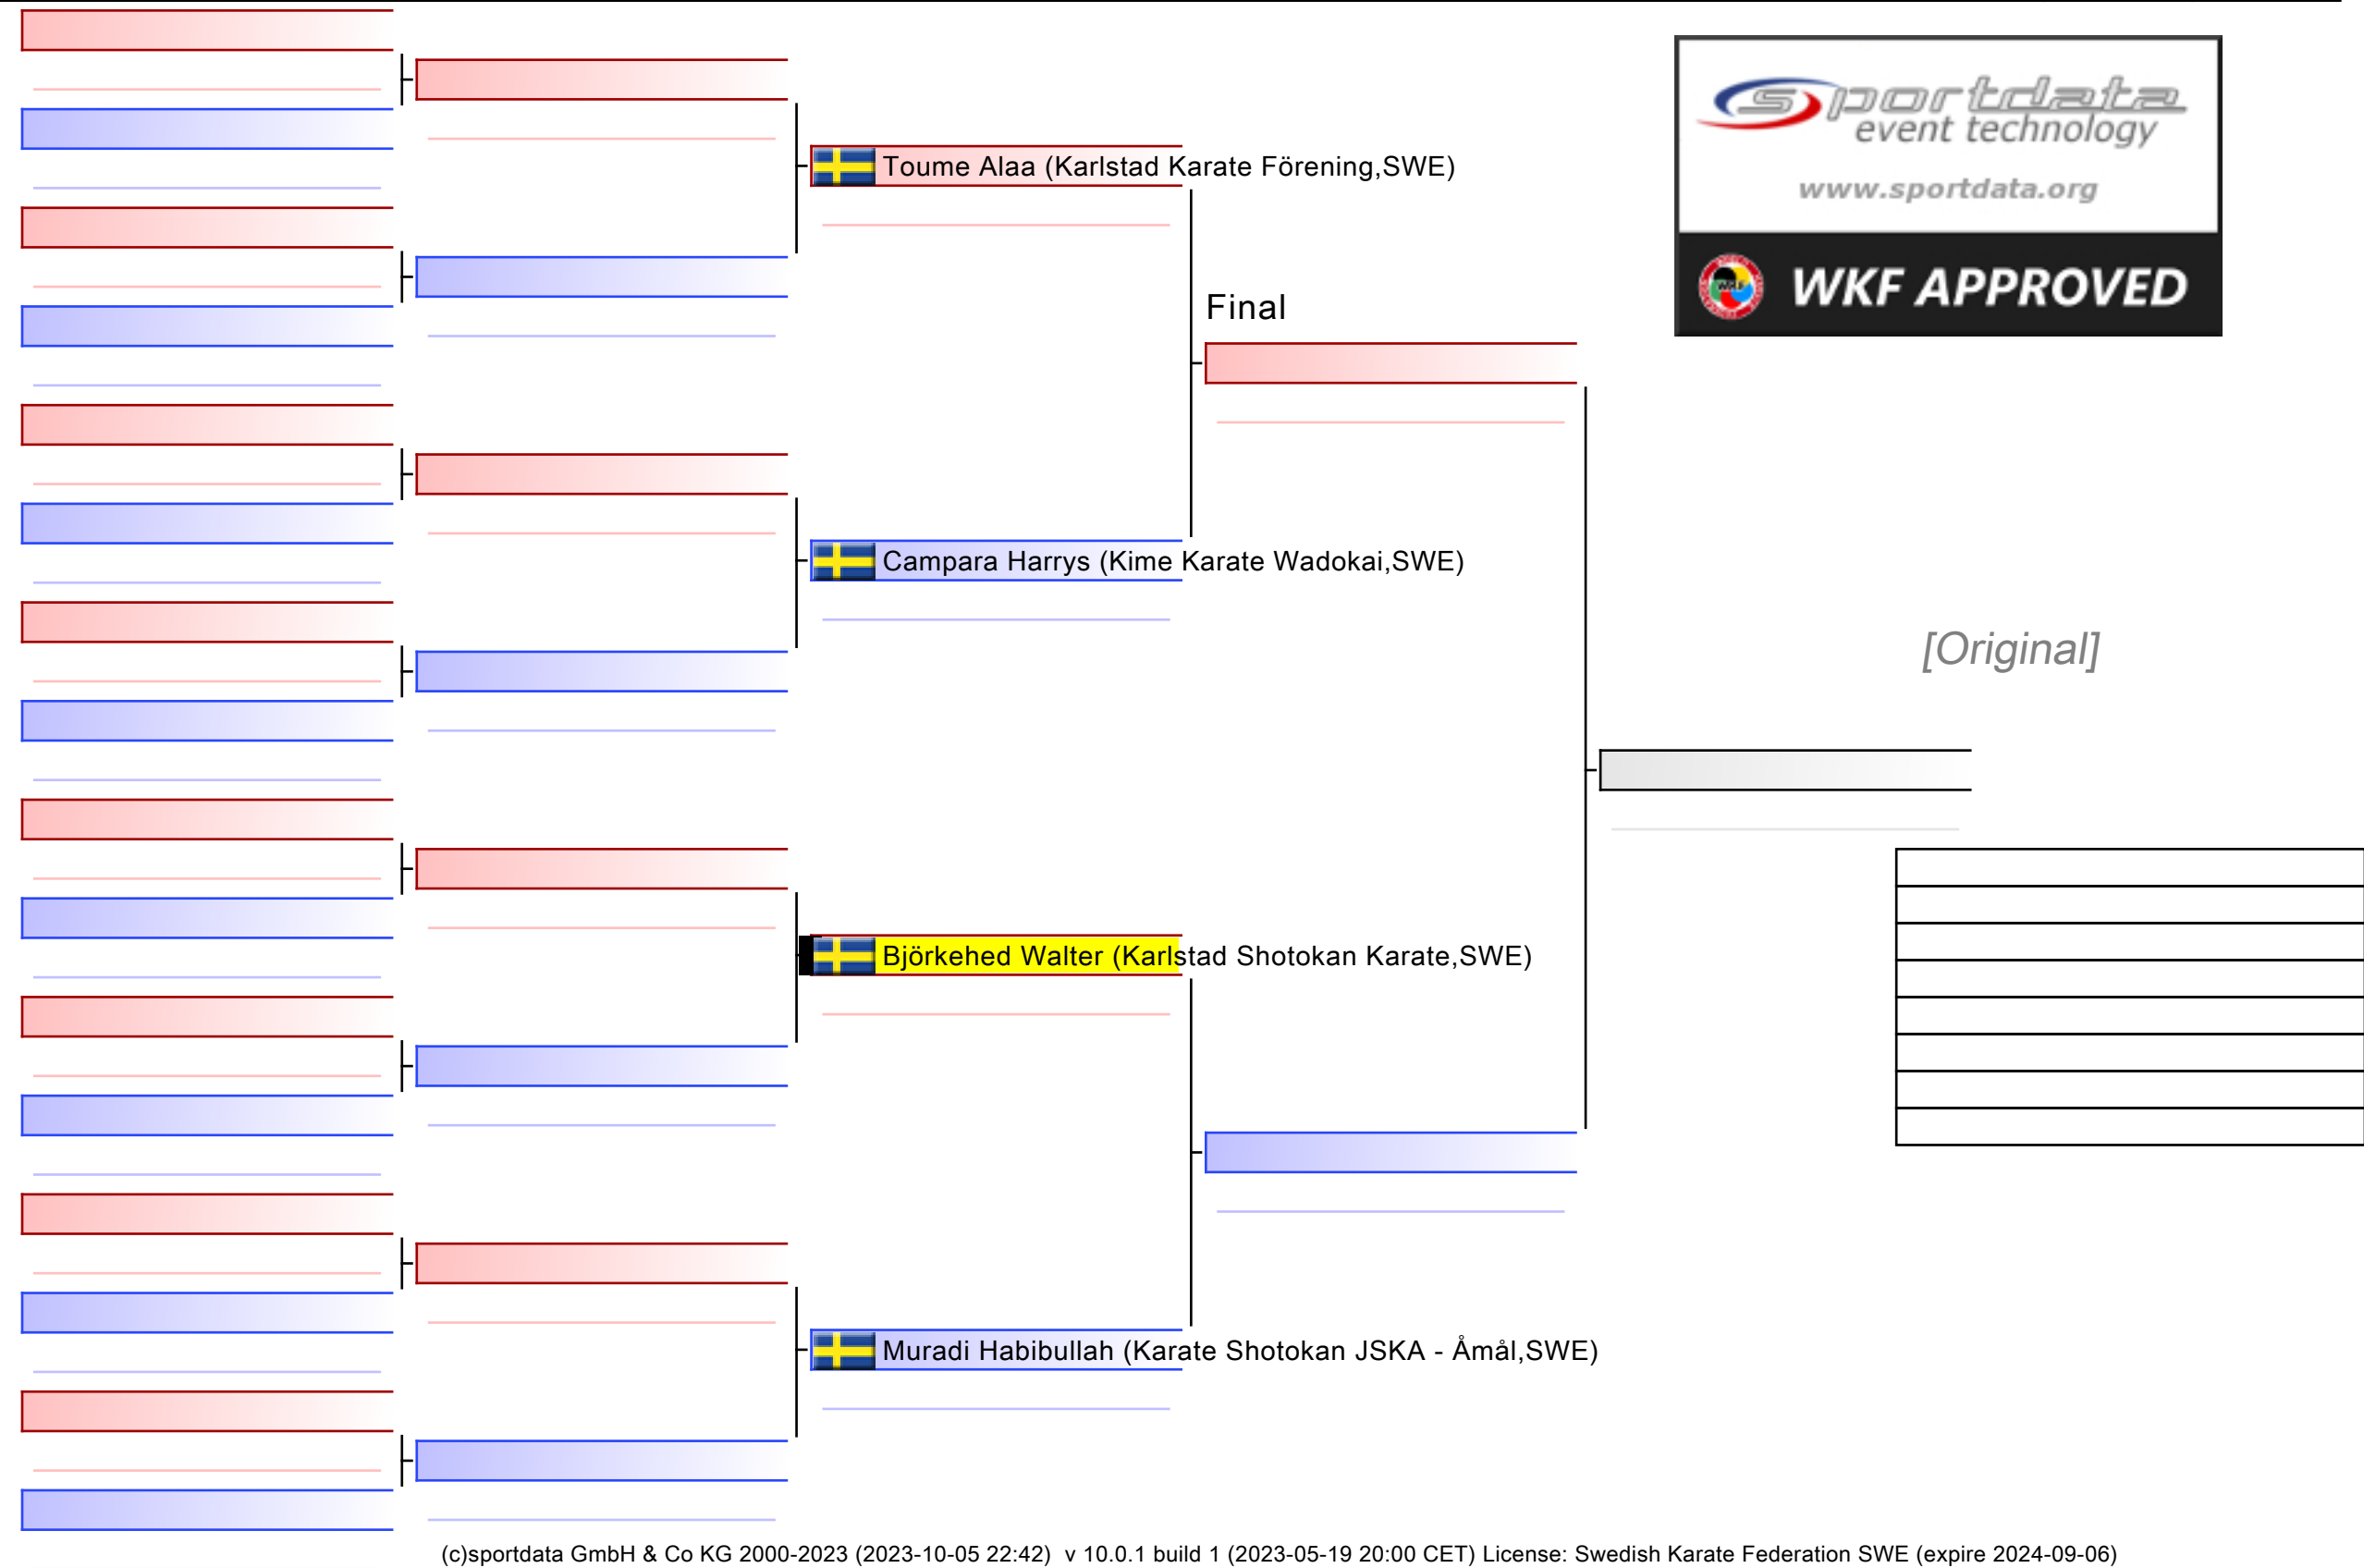 sportdata
event technology
www.sportdata.org
WKF APPROVED
Toume Alaa (Karlstad Karate Förening,SWE)
Final
Campara Harrys (Kime Karate Wadokai,SWE)
[Original]
Björkehed Walter (Karlstad Shotokan Karate,SWE)
Muradi Habibullah (Karate Shotokan JSKA - Åmål,SWE)
(c)sportdata GmbH & Co KG 2000-2023 (2023-10-05 22:42) v 10.0.1 build 1 (2023-05-19 20:00 CET) License: Swedish Karate Federation SWE (expire 2024-09-06)